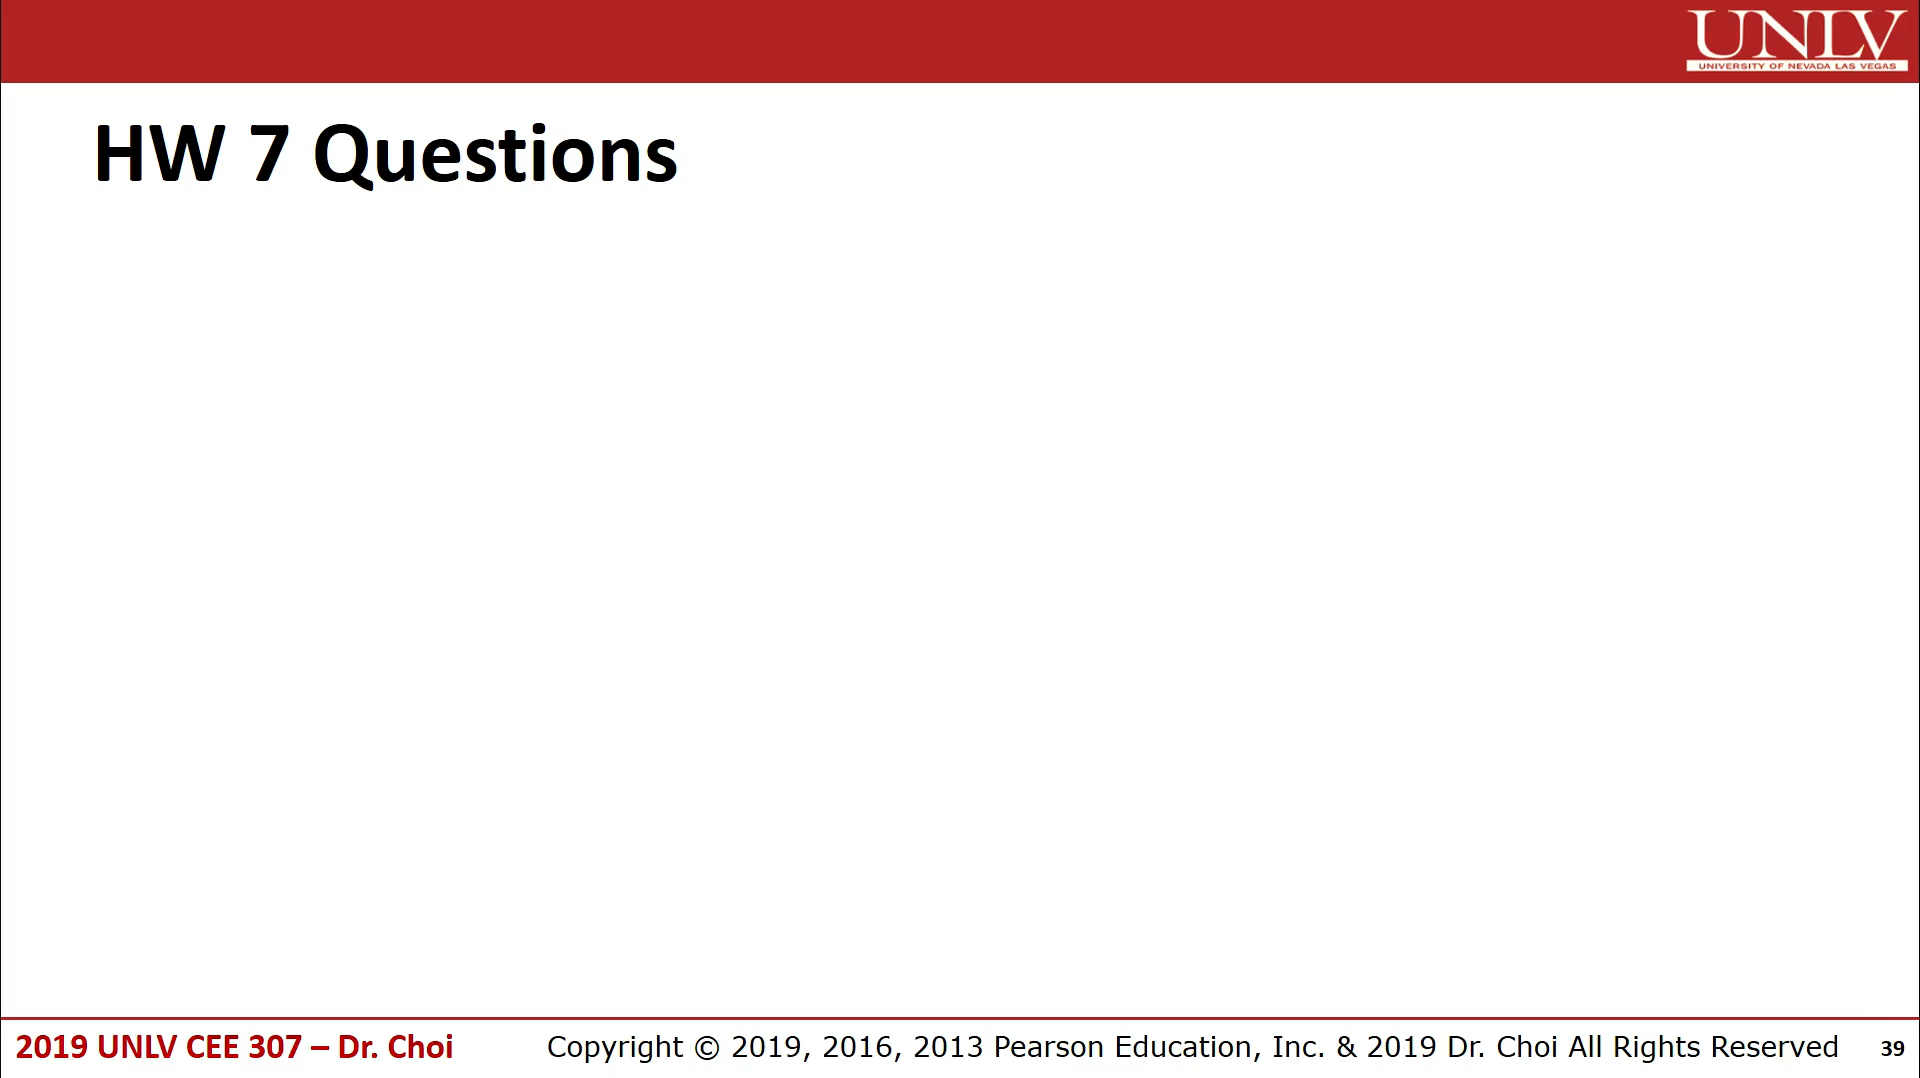 UNLV
UNIVERSITY OF NEVADA LAS VEGAS
HW 7 Questions
2019 UNLV CEE 307 – Dr. Choi
Copyright © 2019, 2016, 2013 Pearson Education, Inc. & 2019 Dr. Choi All Rights Reserved
39